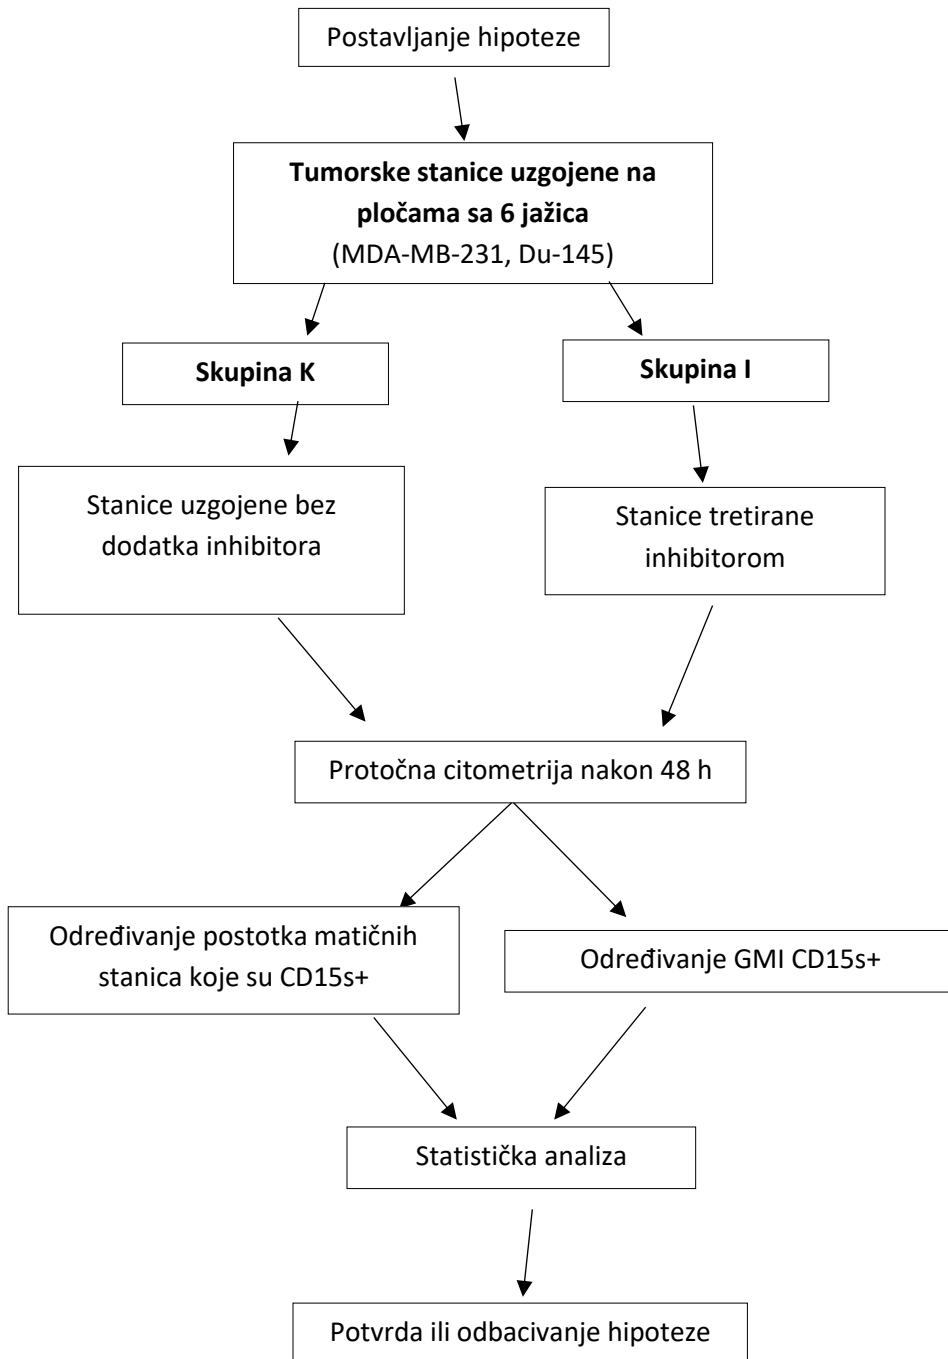 Postavljanje hipoteze
Tumorske stanice uzgojene na
pločama sa 6 jažica
(MDA-MB-231, Du-145)
Skupina K
Skupina I
Stanice uzgojene bez
dodatka inhibitora
Stanice tretirane
inhibitorom
Protočna citometrija nakon 48 h
Određivanje postotka matičnih
stanica koje su CD15s+
Određivanje GMI CD15s+
Statistička analiza
Potvrda ili odbacivanje hipoteze